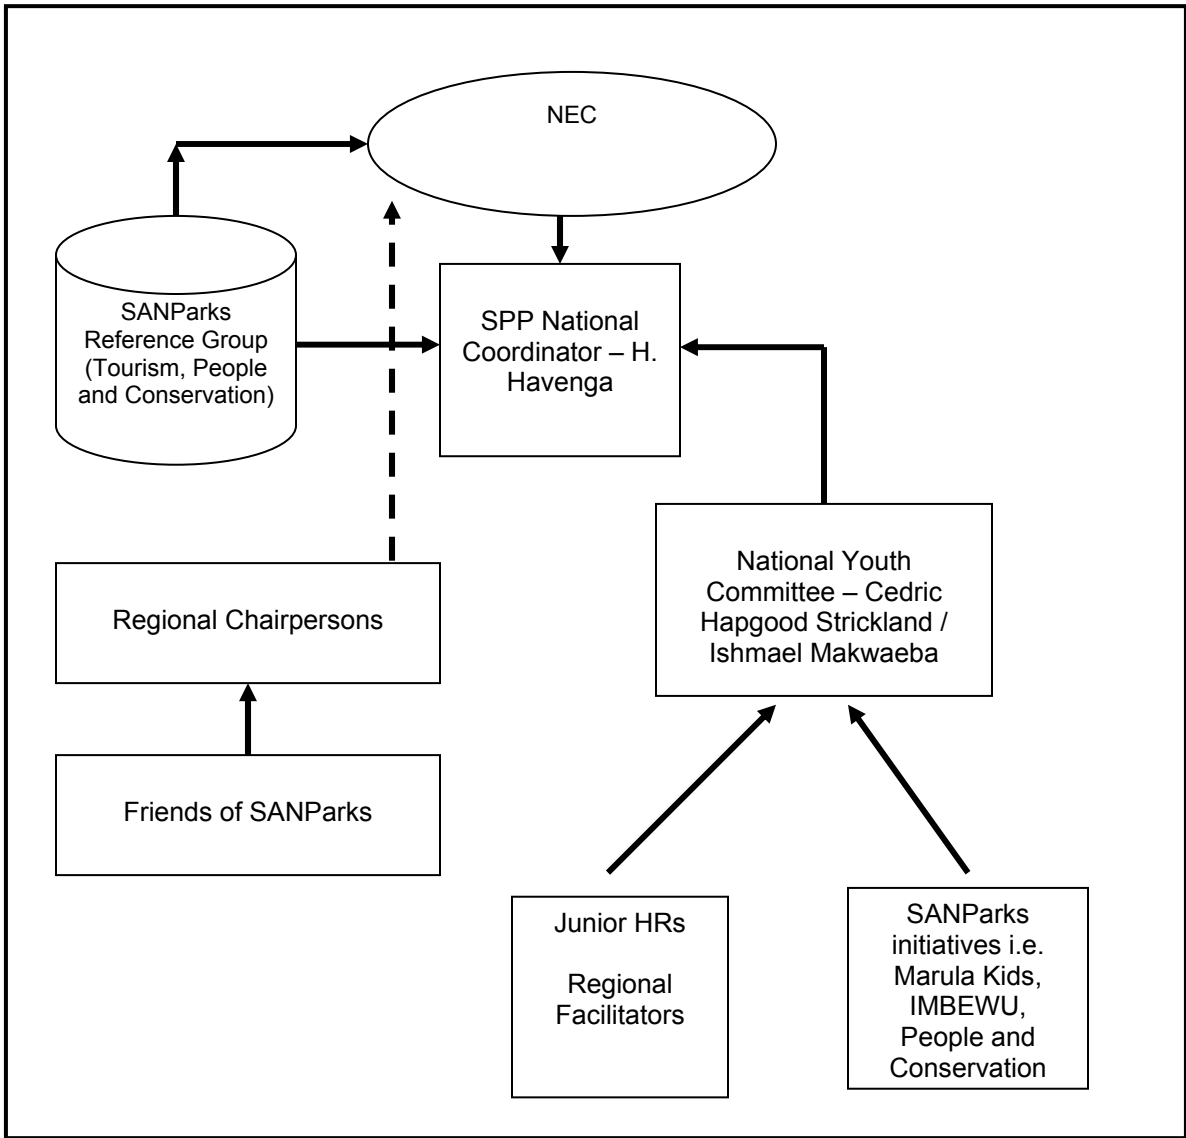 NEC
SANParks
Reference Group
(Tourism, People
and Conservation)
SPP National
Coordinator – H.
Havenga
National Youth
Committee – Cedric
Hapgood Strickland /
Ishmael Makwaeba
Regional Chairpersons
Friends of SANParks
Junior HRs
Regional
Facilitators
SANParks
initiatives i.e.
Marula Kids,
IMBEWU,
People and
Conservation